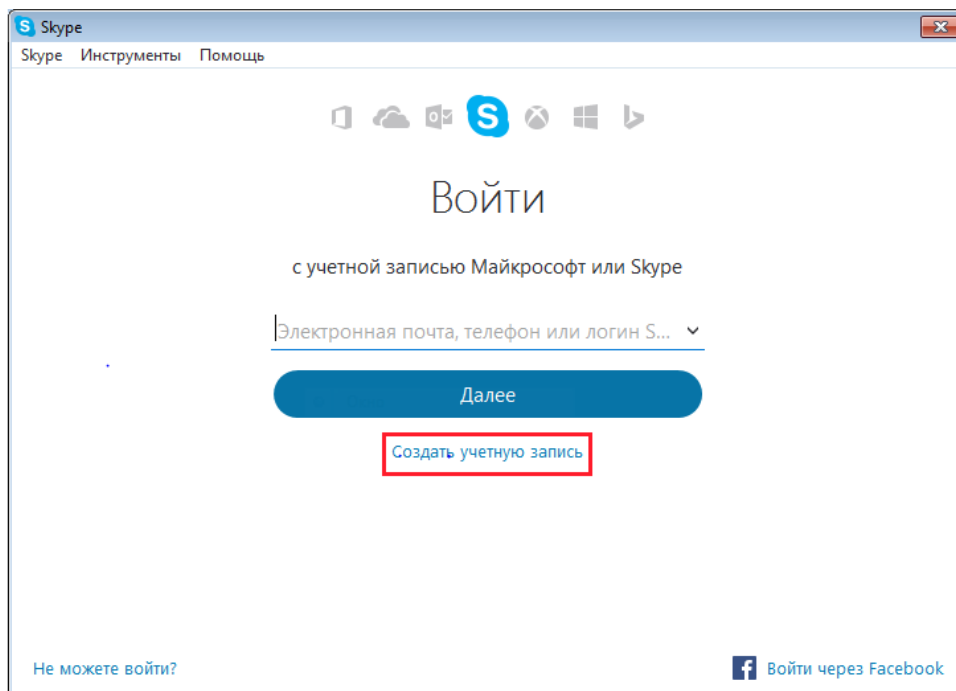 Skype
Skype Инструменты Помощь
Войти
с учетной записью Майкрософт или Skype
Электронная почта, телефон или логин S...
Далее
Создать учетную запись
Не можете войти?
Войти через Facebook